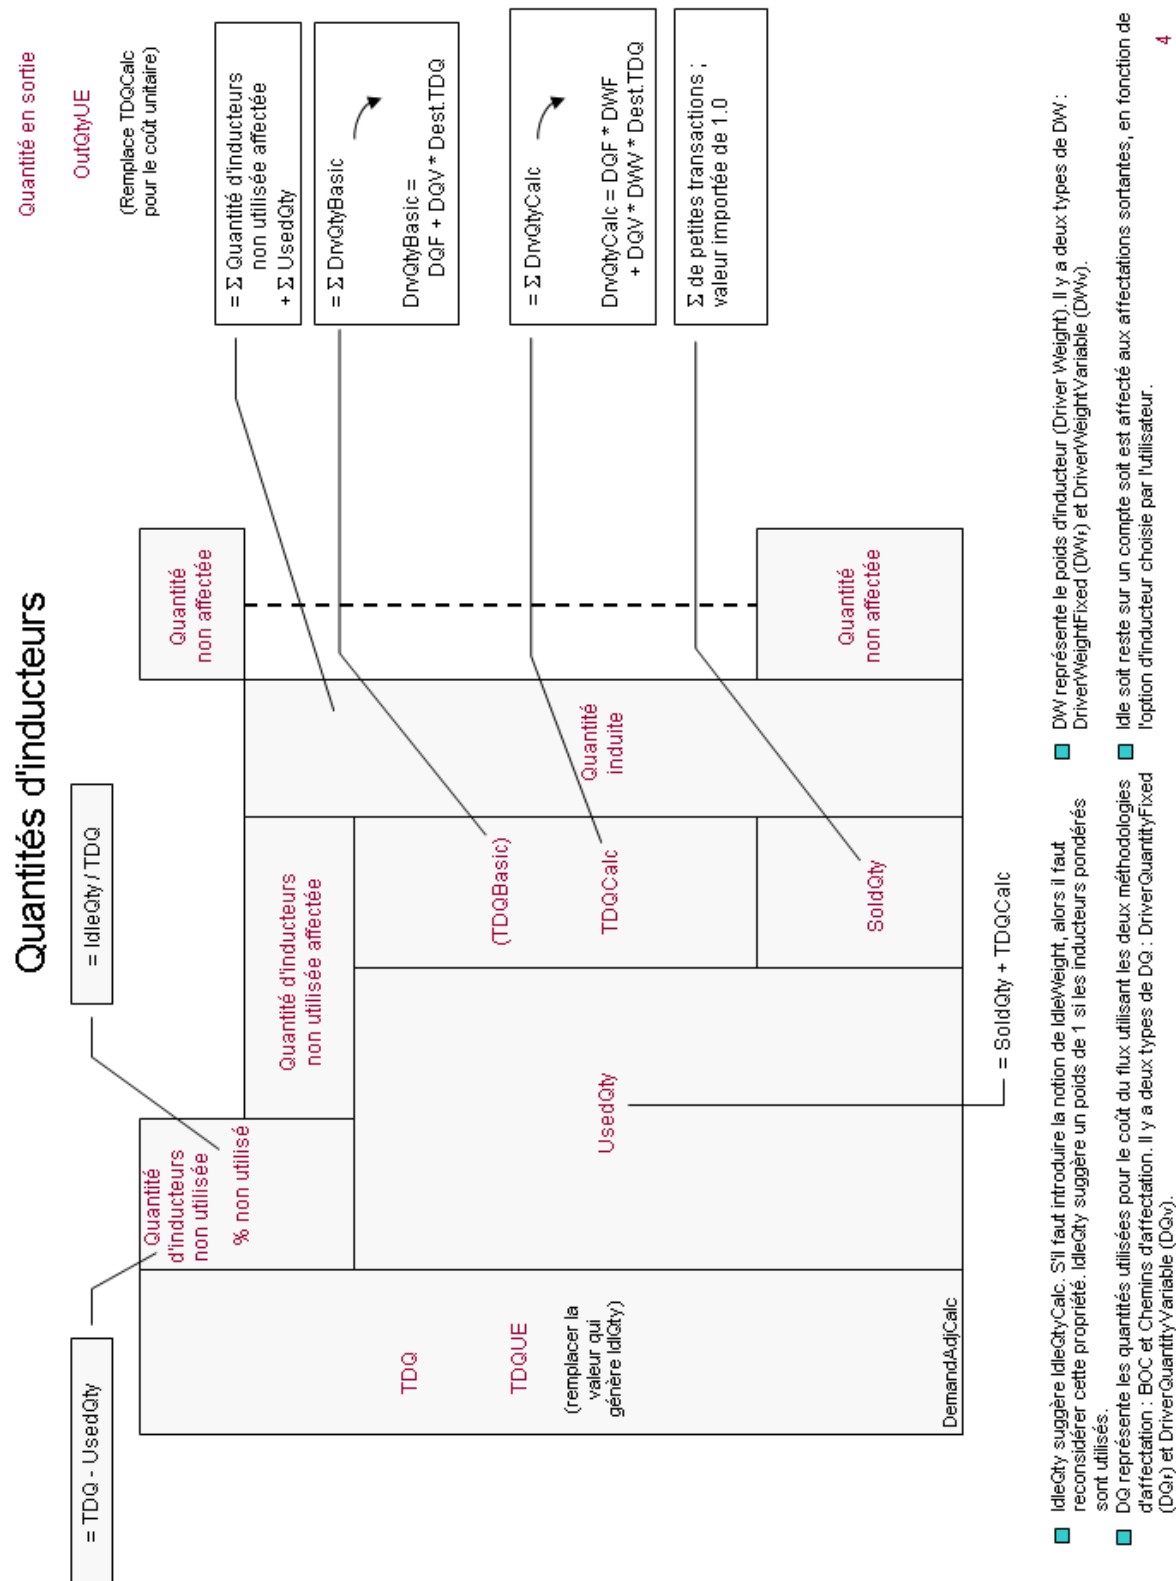 Quantités d'inducteurs
Quantité en sortie
OutQtyUE
(Remplace TDQCalc
pour le coût unitaire)
= TDQ - UsedQty
= IdleQty / TDQ
Quantité
d'inducteurs
non utilisée
% non utilisé
Quantité d'inducteurs
non utilisée affectée
Quantité
non affectée
TDQ
TDQUE
(remplacer la
valeur qui
génère IdlQty)
DemandAdjCalc
UsedQty
(TDQBasic)
TDQCalc
SoldQty
Quantité
induite
Quantité
non affectée
= Σ Quantité d'inducteurs
non utilisée affectée
+ Σ UsedQty
= Σ DrvQtyBasic
DrvQtyBasic =
DQF + DQV * Dest.TDQ
= Σ DrvQtyCalc
DrvQtyCalc = DQF * DWF
+ DQV * DWV * Dest.TDQ
Σ de petites transactions ;
valeur importée de 1.0
= SoldQty + TDQCalc
IdleQty suggère IdleQtyCalc. S'il faut introduire la notion de IdleWeight, alors il faut
reconsidérer cette propriété. IdleQty suggère un poids de 1 si les inducteurs pondérés
sont utilisés.
DQ représente les quantités utilisées pour le coût du flux utilisant les deux méthodologies
d'affectation : BOC et Chemins d'affectation. Il y a deux types de DQ : DriverQuantityFixed
(DQF) et DriverQuantityVariable (DQv).
DW représente le poids d'inducteur (Driver Weight). Il y a deux types de DW :
DriverWeightFixed (DWF) et DriverWeightVariable (DWv).
Idle soit reste sur un compte soit est affecté aux affectations sortantes, en fonction de
l'option d'inducteur choisie par l'utilisateur.
4